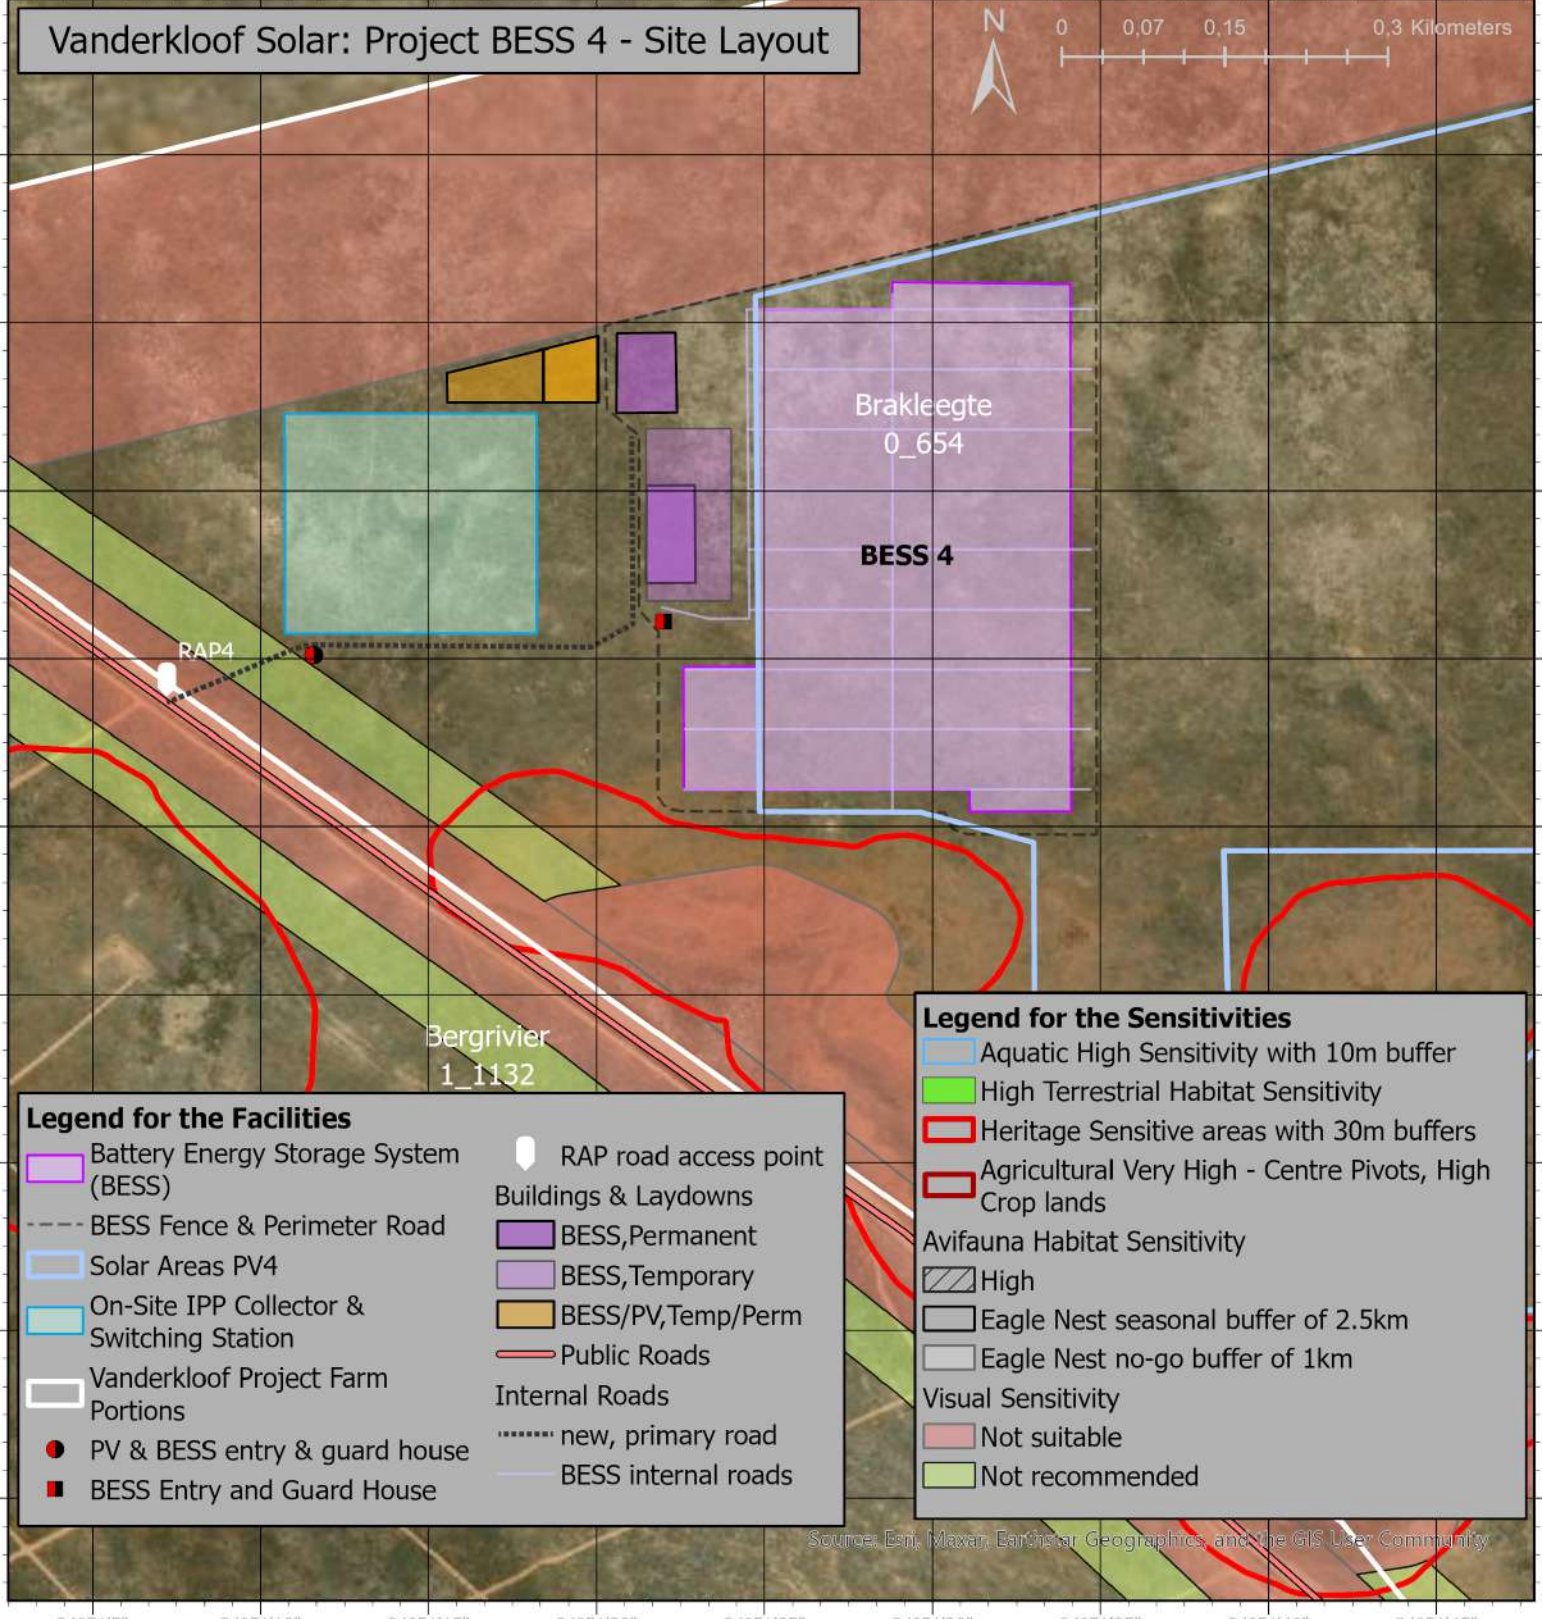 Vanderkloof Solar: Project BESS 4 - Site Layout
N
0 0,07 0,15 0,3 Kilometers
Brakleegte
0_654
BESS 4
RAP4
Bergrivier
1_1132
Legend for the Facilities
Battery Energy Storage System
(BESS)
BESS Fence & Perimeter Road
Solar Areas PV4
On-Site IPP Collector &
Switching Station
Vanderkloof Project Farm
Portions
PV & BESS entry & guard house
BESS Entry and Guard House
RAP road access point
Buildings & Laydowns
BESS,Permanent
BESS,Temporary
BESS/PV,Temp/Perm
Public Roads
Internal Roads
new, primary road
BESS internal roads
Legend for the Sensitivities
Aquatic High Sensitivity with 10m buffer
High Terrestrial Habitat Sensitivity
Heritage Sensitive areas with 30m buffers
Agricultural Very High - Centre Pivots, High
Crop lands
Avifauna Habitat Sensitivity
High
Eagle Nest seasonal buffer of 2.5km
Eagle Nest no-go buffer of 1km
Visual Sensitivity
Not suitable
Not recommended
Source: Esri, Maxar, Earthstar Geographics, and the GIS User Community